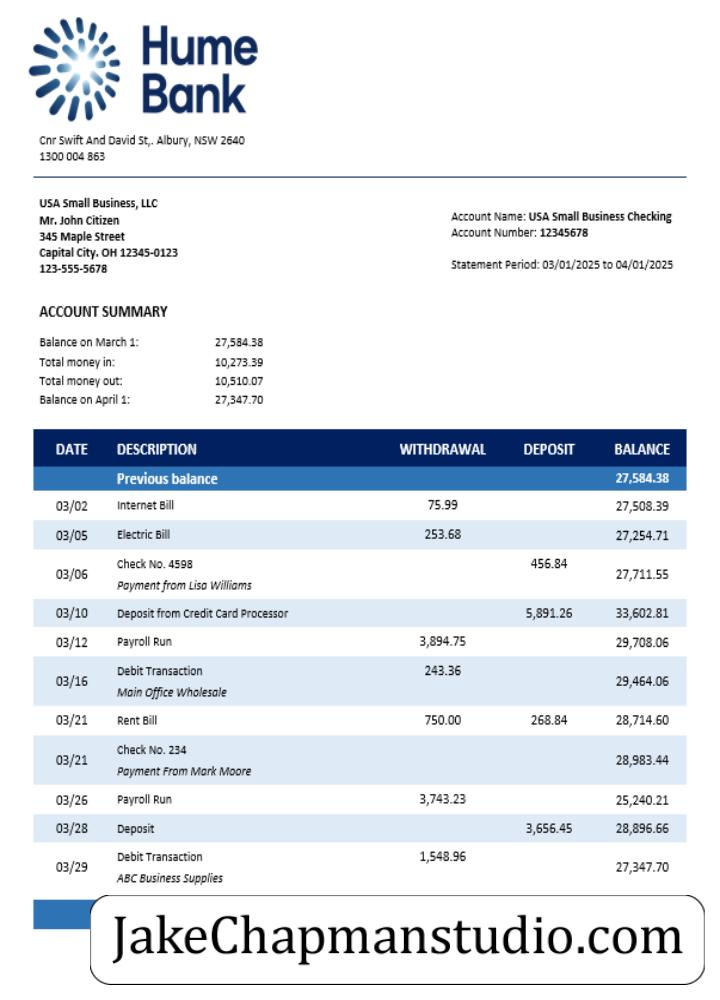 Hume
Bank
Cnr Swift And David St,. Albury, NSW 2640
1300 004 863
USA Small Business, LLC
Mr. John Citizen
345 Maple Street
Capital City. OH 12345-0123
123-555-5678
Account Name: USA Small Business Checking
Account Number: 12345678
Statement Period: 03/01/2025 to 04/01/2025
ACCOUNT SUMMARY
Balance on March 1: 27,584.38
Total money in: 10,273.39
Total money out: 10,510.07
Balance on April 1: 27,347.70
DATE DESCRIPTION WITHDRAWAL DEPOSIT BALANCE
Previous balance 27,584.38
03/02 Internet Bill 75.99 27,508.39
03/05 Electric Bill 253.68 27,254.71
03/06 Check No. 4598 456.84 27,711.55
Payment from Lisa Williams
03/10 Deposit from Credit Card Processor 5,891.26 33,602.81
03/12 Payroll Run 3,894.75 29,708.06
03/16 Debit Transaction 243.36 29,464.06
Main Office Wholesale
03/21 Rent Bill 750.00 268.84 28,714.60
03/21 Check No. 234 28,983.44
Payment From Mark Moore
03/26 Payroll Run 3,743.23 25,240.21
03/28 Deposit 3,656.45 28,896.66
03/29 Debit Transaction 1,548.96 27,347.70
ABC Business Supplies
JakeChapmanstudio.com